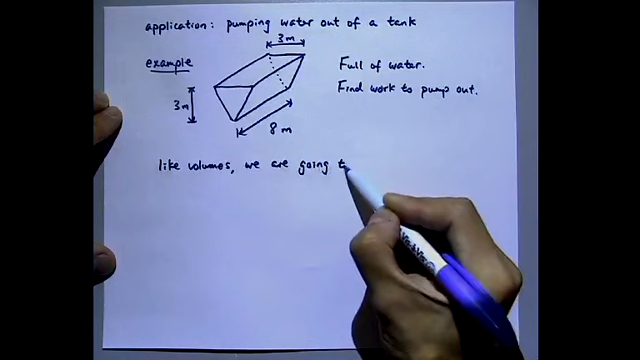 application: pumping water out of a tank
3m
example
Full of water.
Find work to pump out.
3m
8 m
like volumes, we are going t